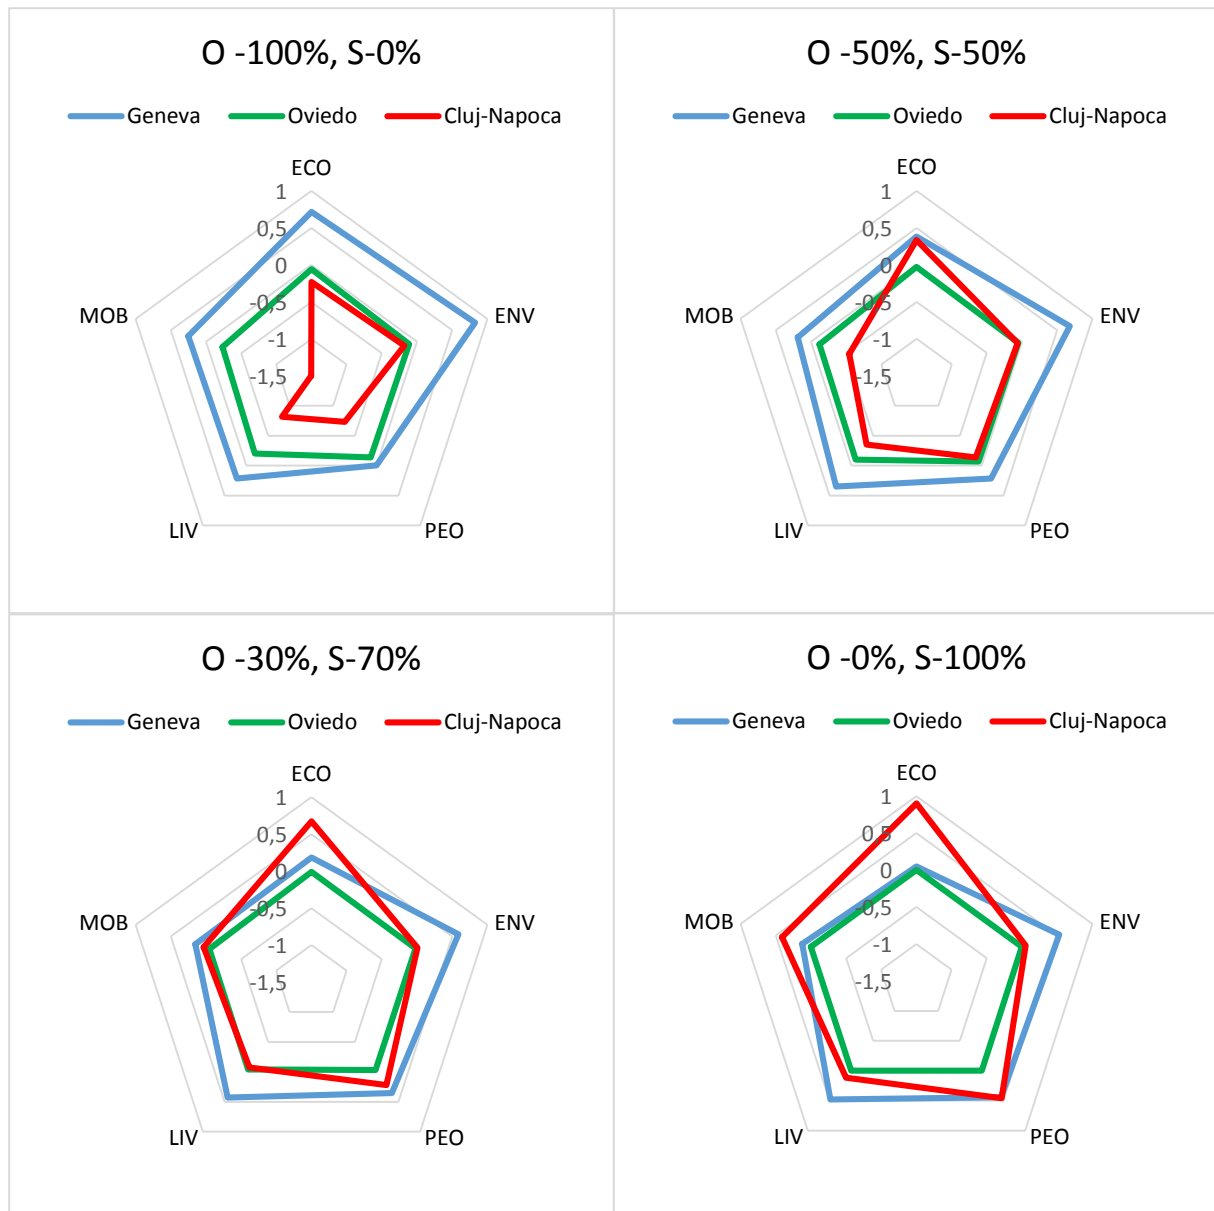 O -100%, S-0%
Geneva Oviedo Cluj-Napoca
ECO
1
0,5
0
-0,5
-1
-1,5
MOB
ENV
LIV
PEO
O -50%, S-50%
Geneva Oviedo Cluj-Napoca
ECO
1
0,5
0
-0,5
-1
-1,5
MOB
ENV
LIV
PEO
O -30%, S-70%
Geneva Oviedo Cluj-Napoca
ECO
1
0,5
0
-0,5
-1
-1,5
MOB
ENV
LIV
PEO
O -0%, S-100%
Geneva Oviedo Cluj-Napoca
ECO
1
0,5
0
-0,5
-1
-1,5
MOB
ENV
LIV
PEO